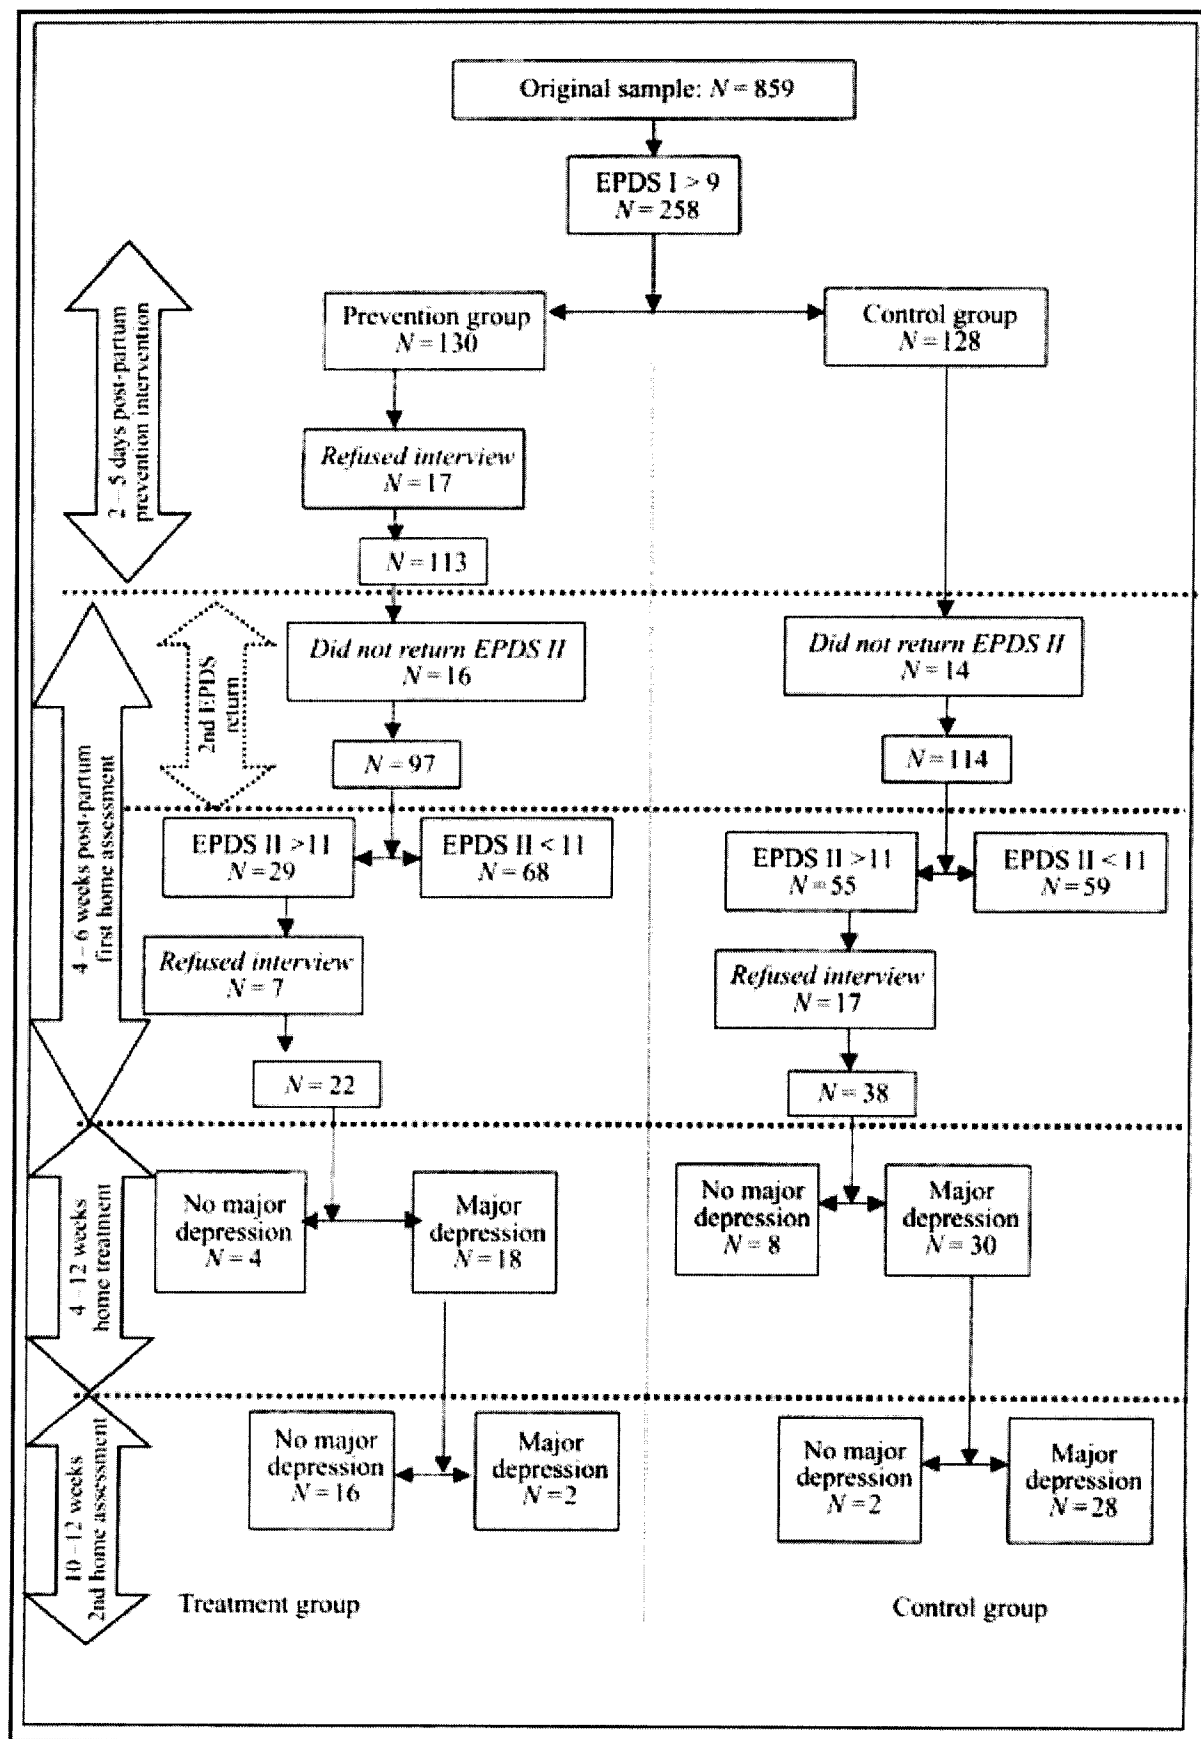 Original sample: N = 859
EPDS I > 9
N = 258
2 – 5 days post-partum
prevention intervention
Prevention group
N = 130
Control group
N = 128
Refused interview
N = 17
N = 113
4 – 6 weeks post-partum
first home assessment
2nd EPDS
return
Did not return EPDS II
N = 16
Did not return EPDS II
N = 14
N = 97
N = 114
EPDS II >11
N = 29
EPDS II < 11
N = 68
EPDS II >11
N = 55
EPDS II < 11
N = 59
Refused interview
N = 7
Refused interview
N = 17
N = 22
N = 38
4 – 12 weeks
home treatment
No major
depression
N = 4
Major
depression
N = 18
No major
depression
N = 8
Major
depression
N = 30
10 – 12 weeks
2nd home assessment
No major
depression
N = 16
Major
depression
N = 2
No major
depression
N = 2
Major
depression
N = 28
Treatment group
Control group